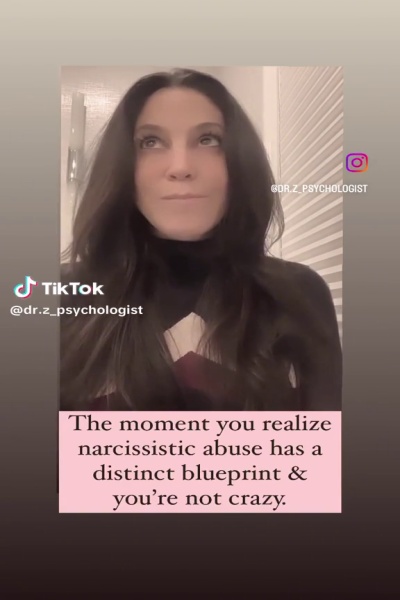 @DR.Z_PSYCHOLOGIST
TikTok
@dr.z_psychologist
The moment you realize
narcissistic abuse has a
distinct blueprint &
you're not crazy.